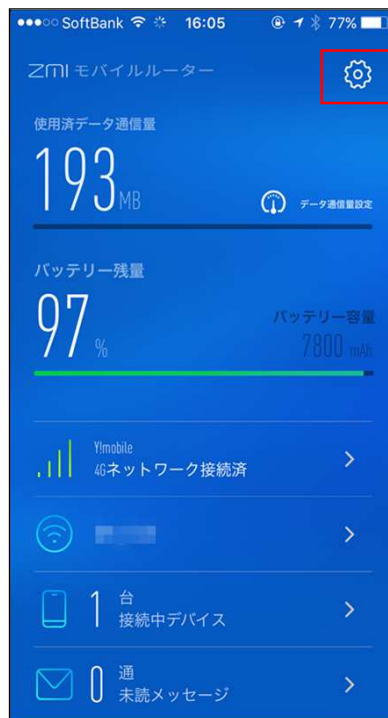 SoftBank 16:05 77%
ZMI モバイルルーター
使用済データ通信量
193 MB
データ通信量設定
バッテリー残量
97 %
バッテリー容量
7800 mAh
Y!mobile
4Gネットワーク接続済
1 台
接続中デバイス
0 通
未読メッセージ